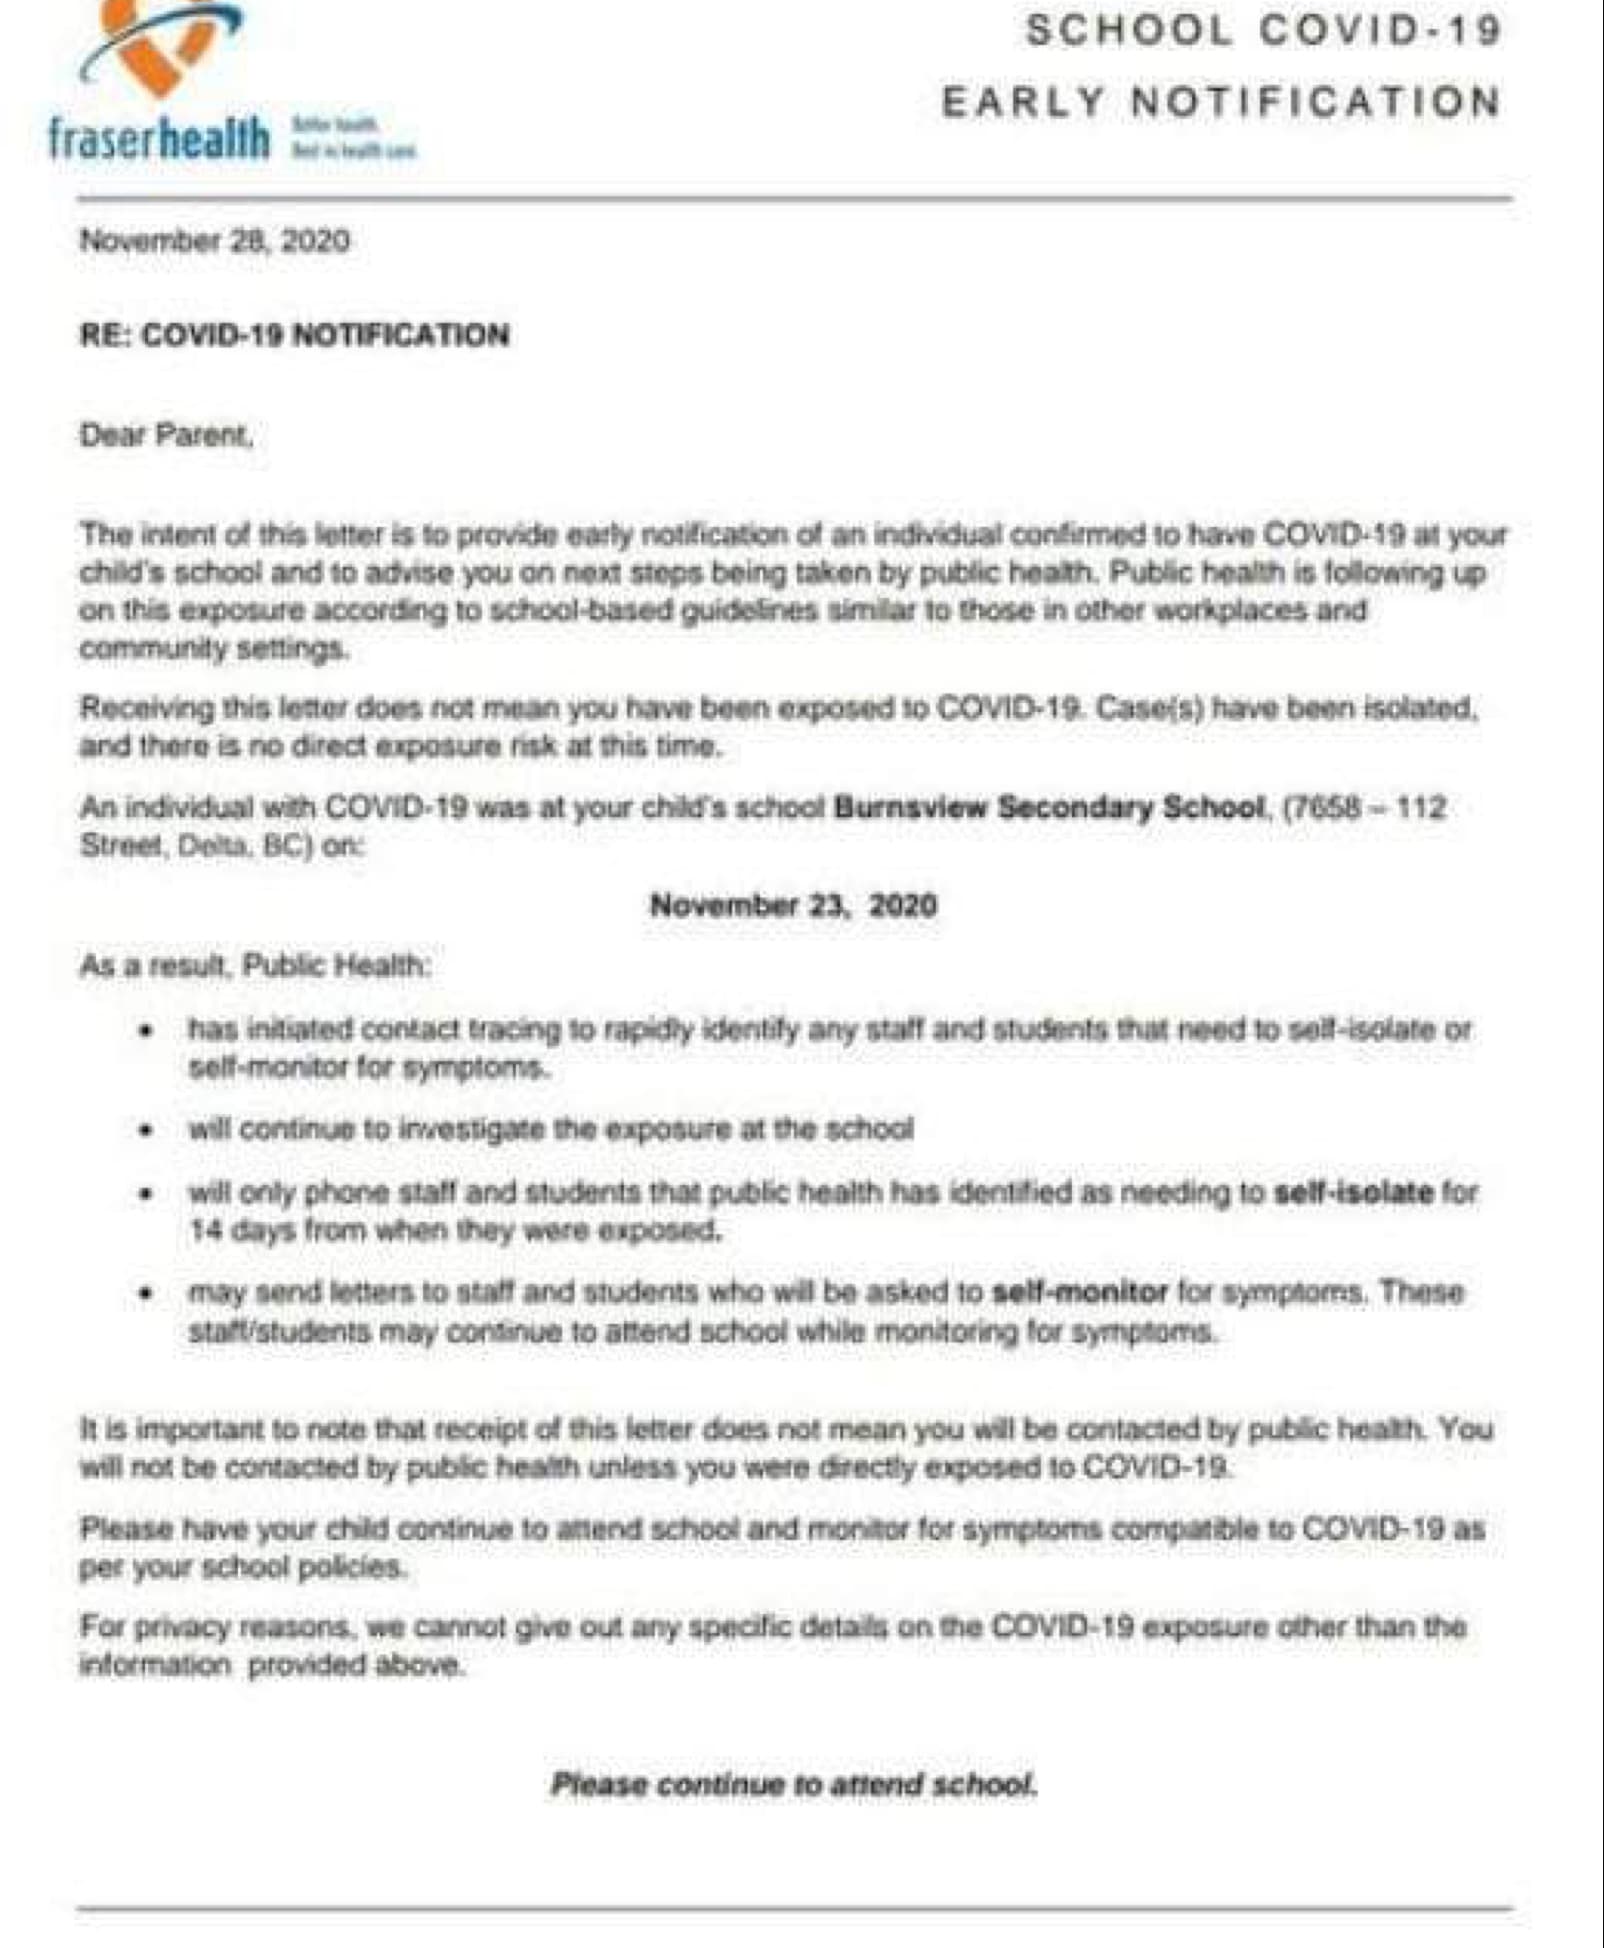 SCHOOL COVID-19
EARLY NOTIFICATION
fraserhealth
Better health.
Best in health care.
November 28, 2020
RE: COVID-19 NOTIFICATION
Dear Parent,
The intent of this letter is to provide early notification of an individual confirmed to have COVID-19 at your
child's school and to advise you on next steps being taken by public health. Public health is following up
on this exposure according to school-based guidelines similar to those in other workplaces and
community settings.
Receiving this letter does not mean you have been exposed to COVID-19. Case(s) have been isolated,
and there is no direct exposure risk at this time.
An individual with COVID-19 was at your child's school Burnsview Secondary School, (7658 – 112
Street, Delta, BC) on:
November 23, 2020
As a result, Public Health:
• has initiated contact tracing to rapidly identify any staff and students that need to self-isolate or
self-monitor for symptoms.
• will continue to investigate the exposure at the school
• will only phone staff and students that public health has identified as needing to self-isolate for
14 days from when they were exposed.
• may send letters to staff and students who will be asked to self-monitor for symptoms. These
staff/students may continue to attend school while monitoring for symptoms.
It is important to note that receipt of this letter does not mean you will be contacted by public health. You
will not be contacted by public health unless you were directly exposed to COVID-19.
Please have your child continue to attend school and monitor for symptoms compatible to COVID-19 as
per your school policies.
For privacy reasons, we cannot give out any specific details on the COVID-19 exposure other than the
information provided above.
Please continue to attend school.